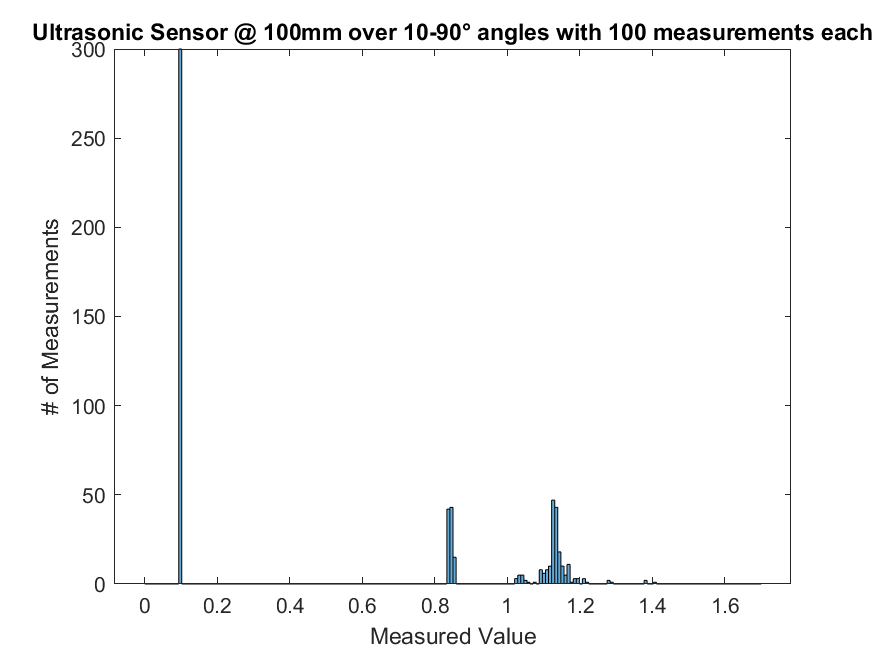 Ultrasonic Sensor @ 100mm over 10-90° angles with 100 measurements each
300
250
200
150
100
50
0
# of Measurements
0 0.2 0.4 0.6 0.8 1 1.2 1.4 1.6
Measured Value